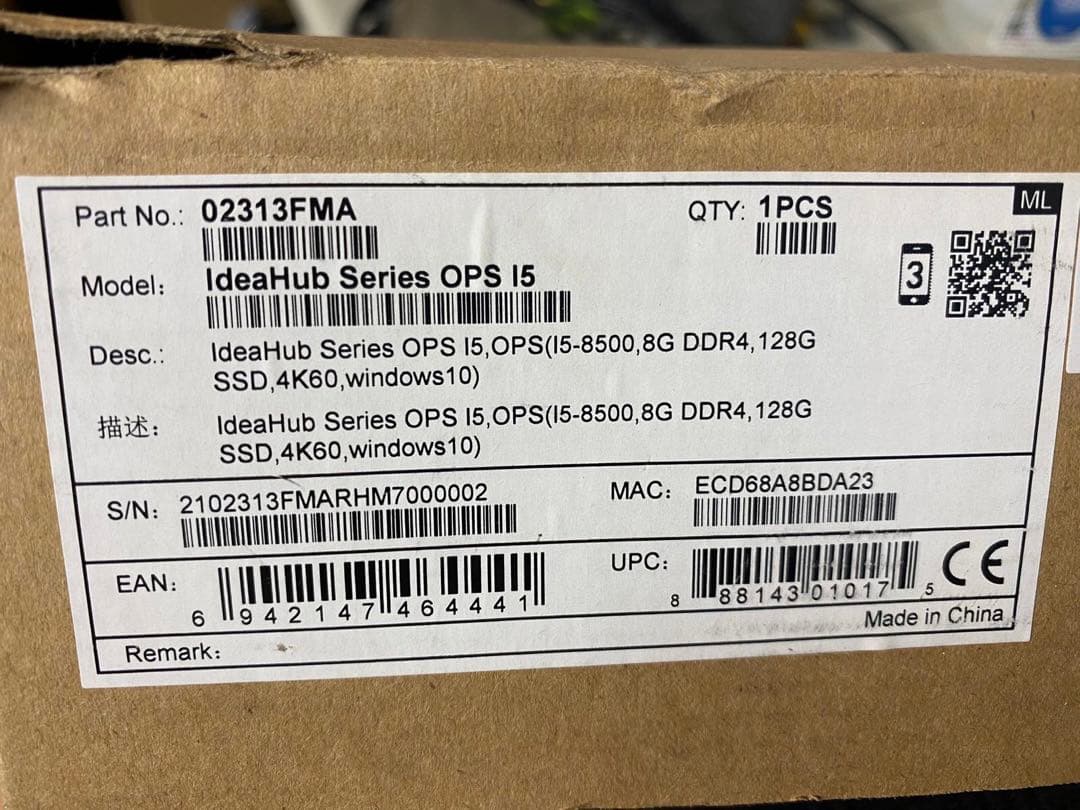 ML
Part No.: 02313FMA
QTY: 1PCS
Model: IdeaHub Series OPS I5
3
Desc.: IdeaHub Series OPS I5,OPS(I5-8500,8G DDR4,128G
SSD,4K60,windows10)
描述: IdeaHub Series OPS I5,OPS(I5-8500,8G DDR4,128G
SSD,4K60,windows10)
S/N: 2102313FMARHM7000002
MAC: ECD68A8BDA23
EAN: 6 942147 464441
UPC: 8 88143 01017 5
CE
Made in China
Remark: